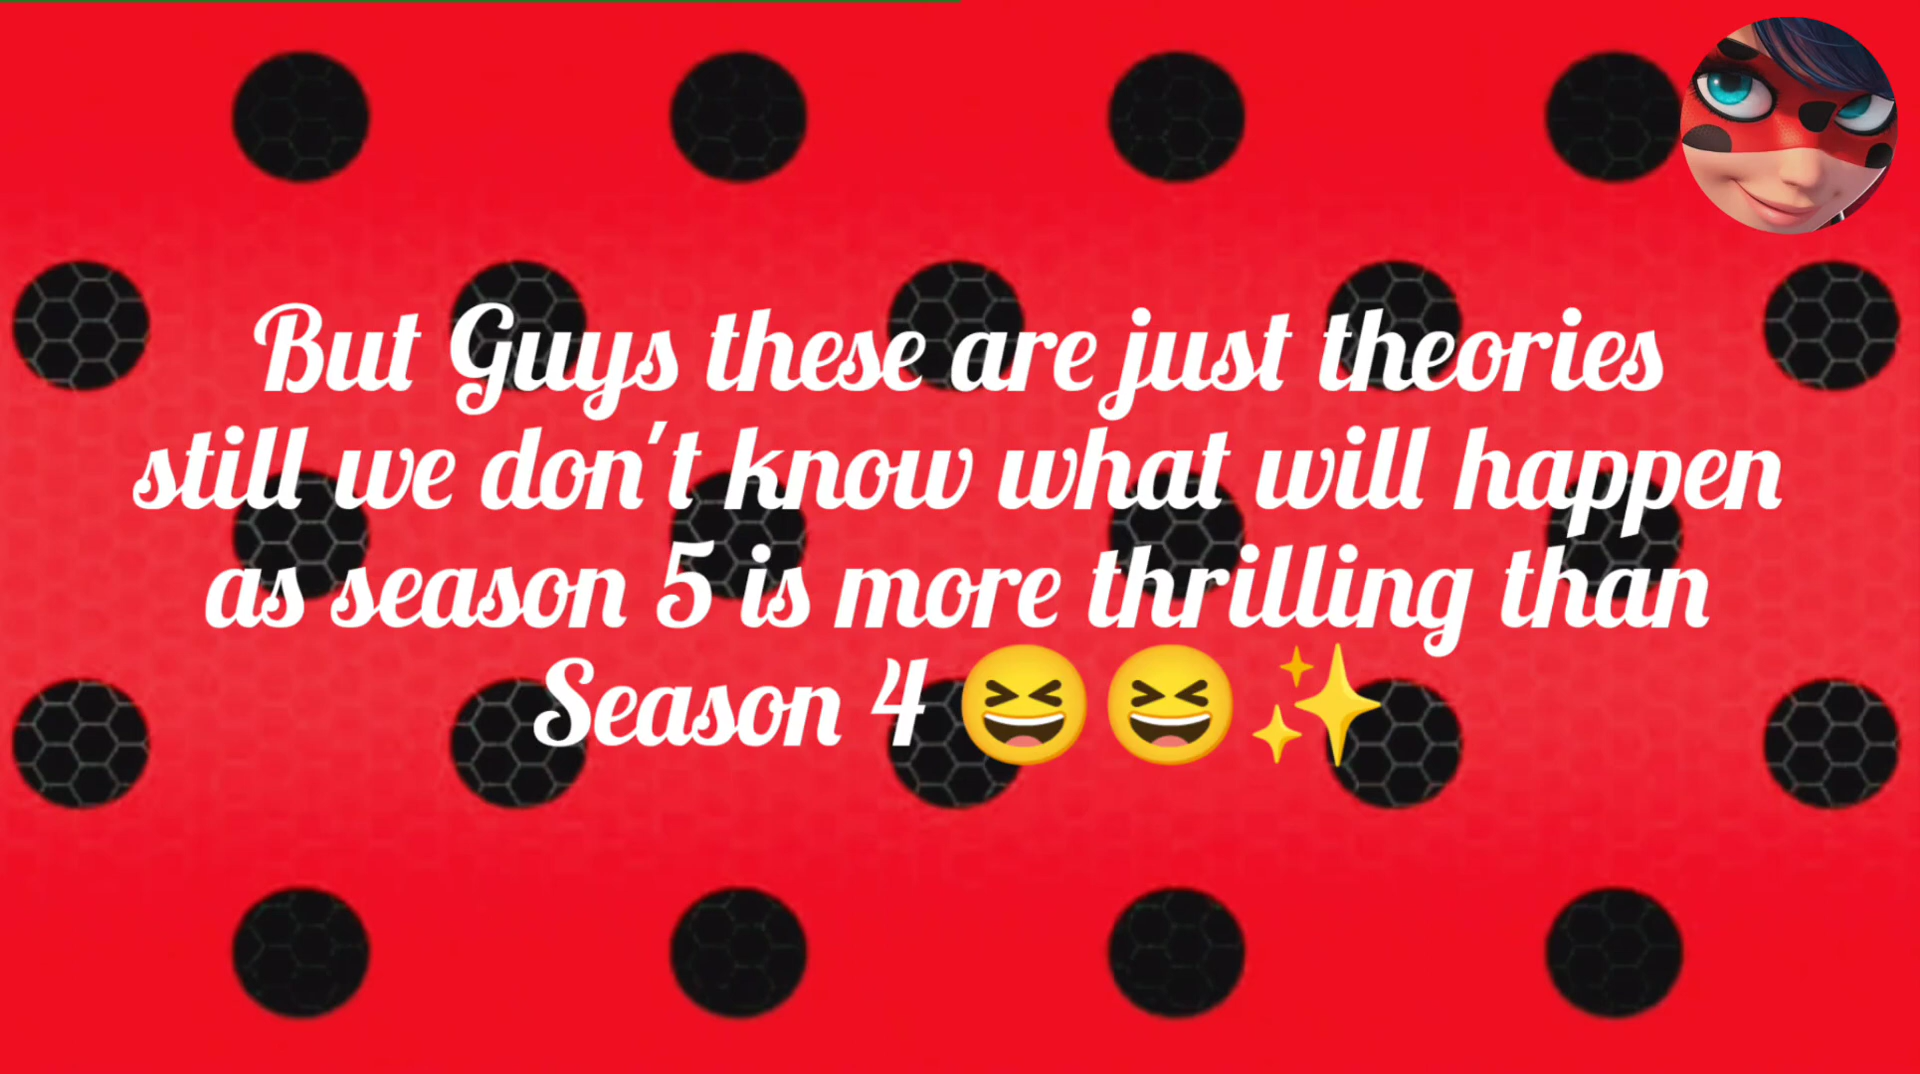 But Guys these are just theories
still we don't know what will happen
as season 5 is more thrilling than
Season 4 😆😆✨